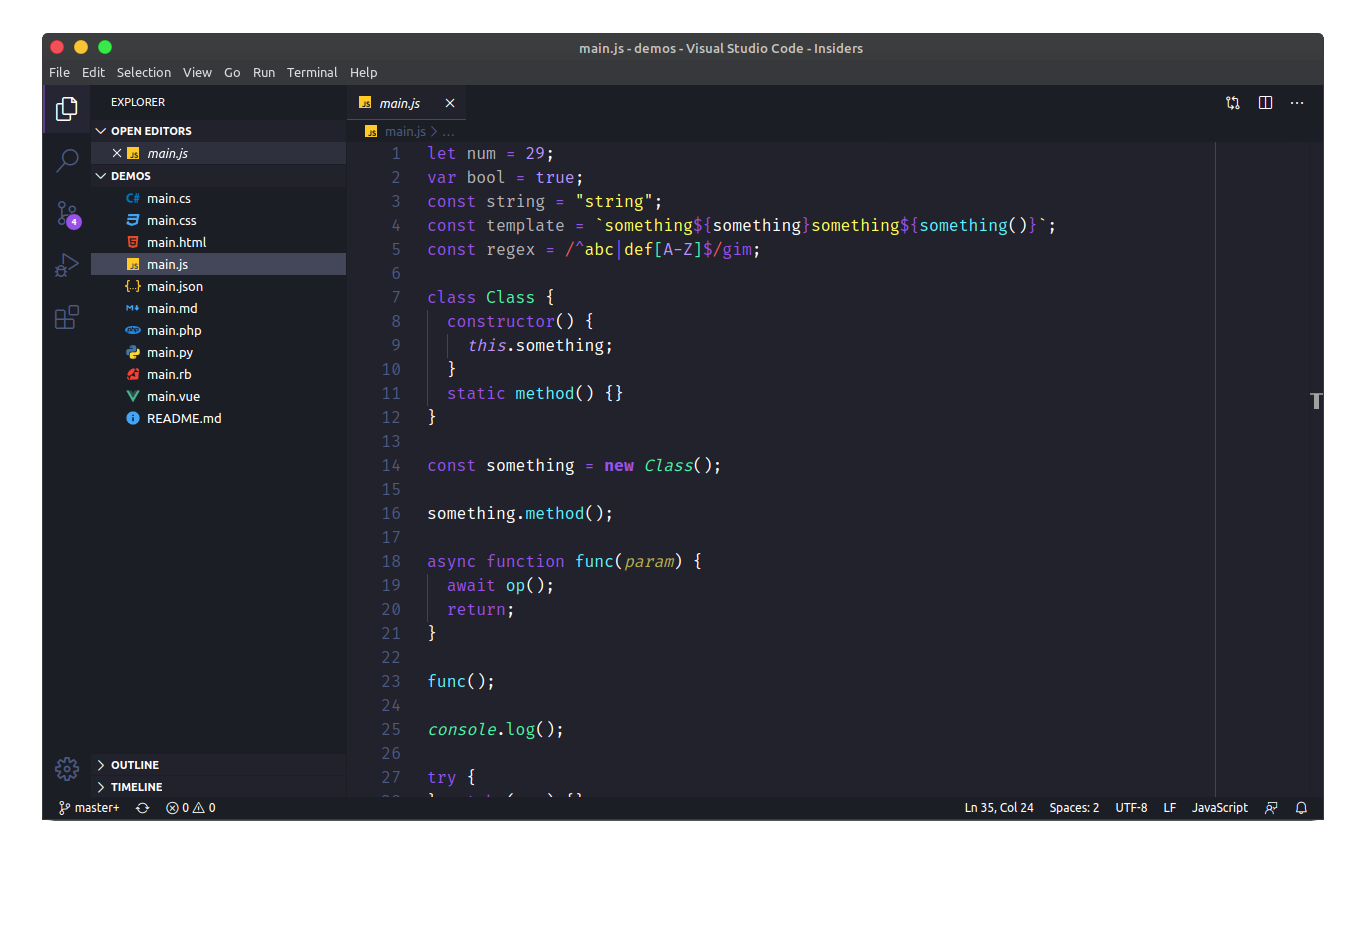 main.js - demos - Visual Studio Code - Insiders
File Edit Selection View Go Run Terminal Help
EXPLORER
OPEN EDITORS
main.js
DEMOS
main.cs
main.css
main.html
main.js
main.json
main.md
main.php
main.py
main.rb
main.vue
README.md
OUTLINE
TIMELINE
4
main.js
main.js > ...
1 let num = 29;
2 var bool = true;
3 const string = "string";
4 const template = `something${something}something${something()}`;
5 const regex = /^abc|def[A-Z]$/gim;
6
7 class Class {
8 constructor() {
9 this.something;
10 }
11 static method() {}
12 }
13
14 const something = new Class();
15
16 something.method();
17
18 async function func(param) {
19 await op();
20 return;
21 }
22
23 func();
24
25 console.log();
26
27 try {
master+ 0 0 Ln 35, Col 24 Spaces: 2 UTF-8 LF JavaScript